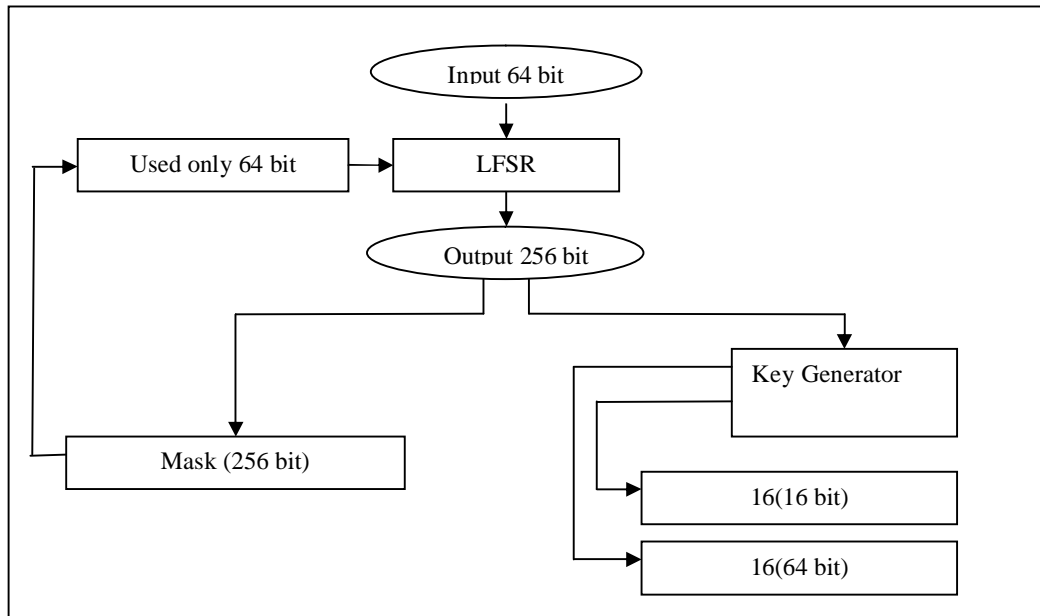 Input 64 bit
Used only 64 bit
LFSR
Output 256 bit
Key Generator
Mask (256 bit)
16(16 bit)
16(64 bit)